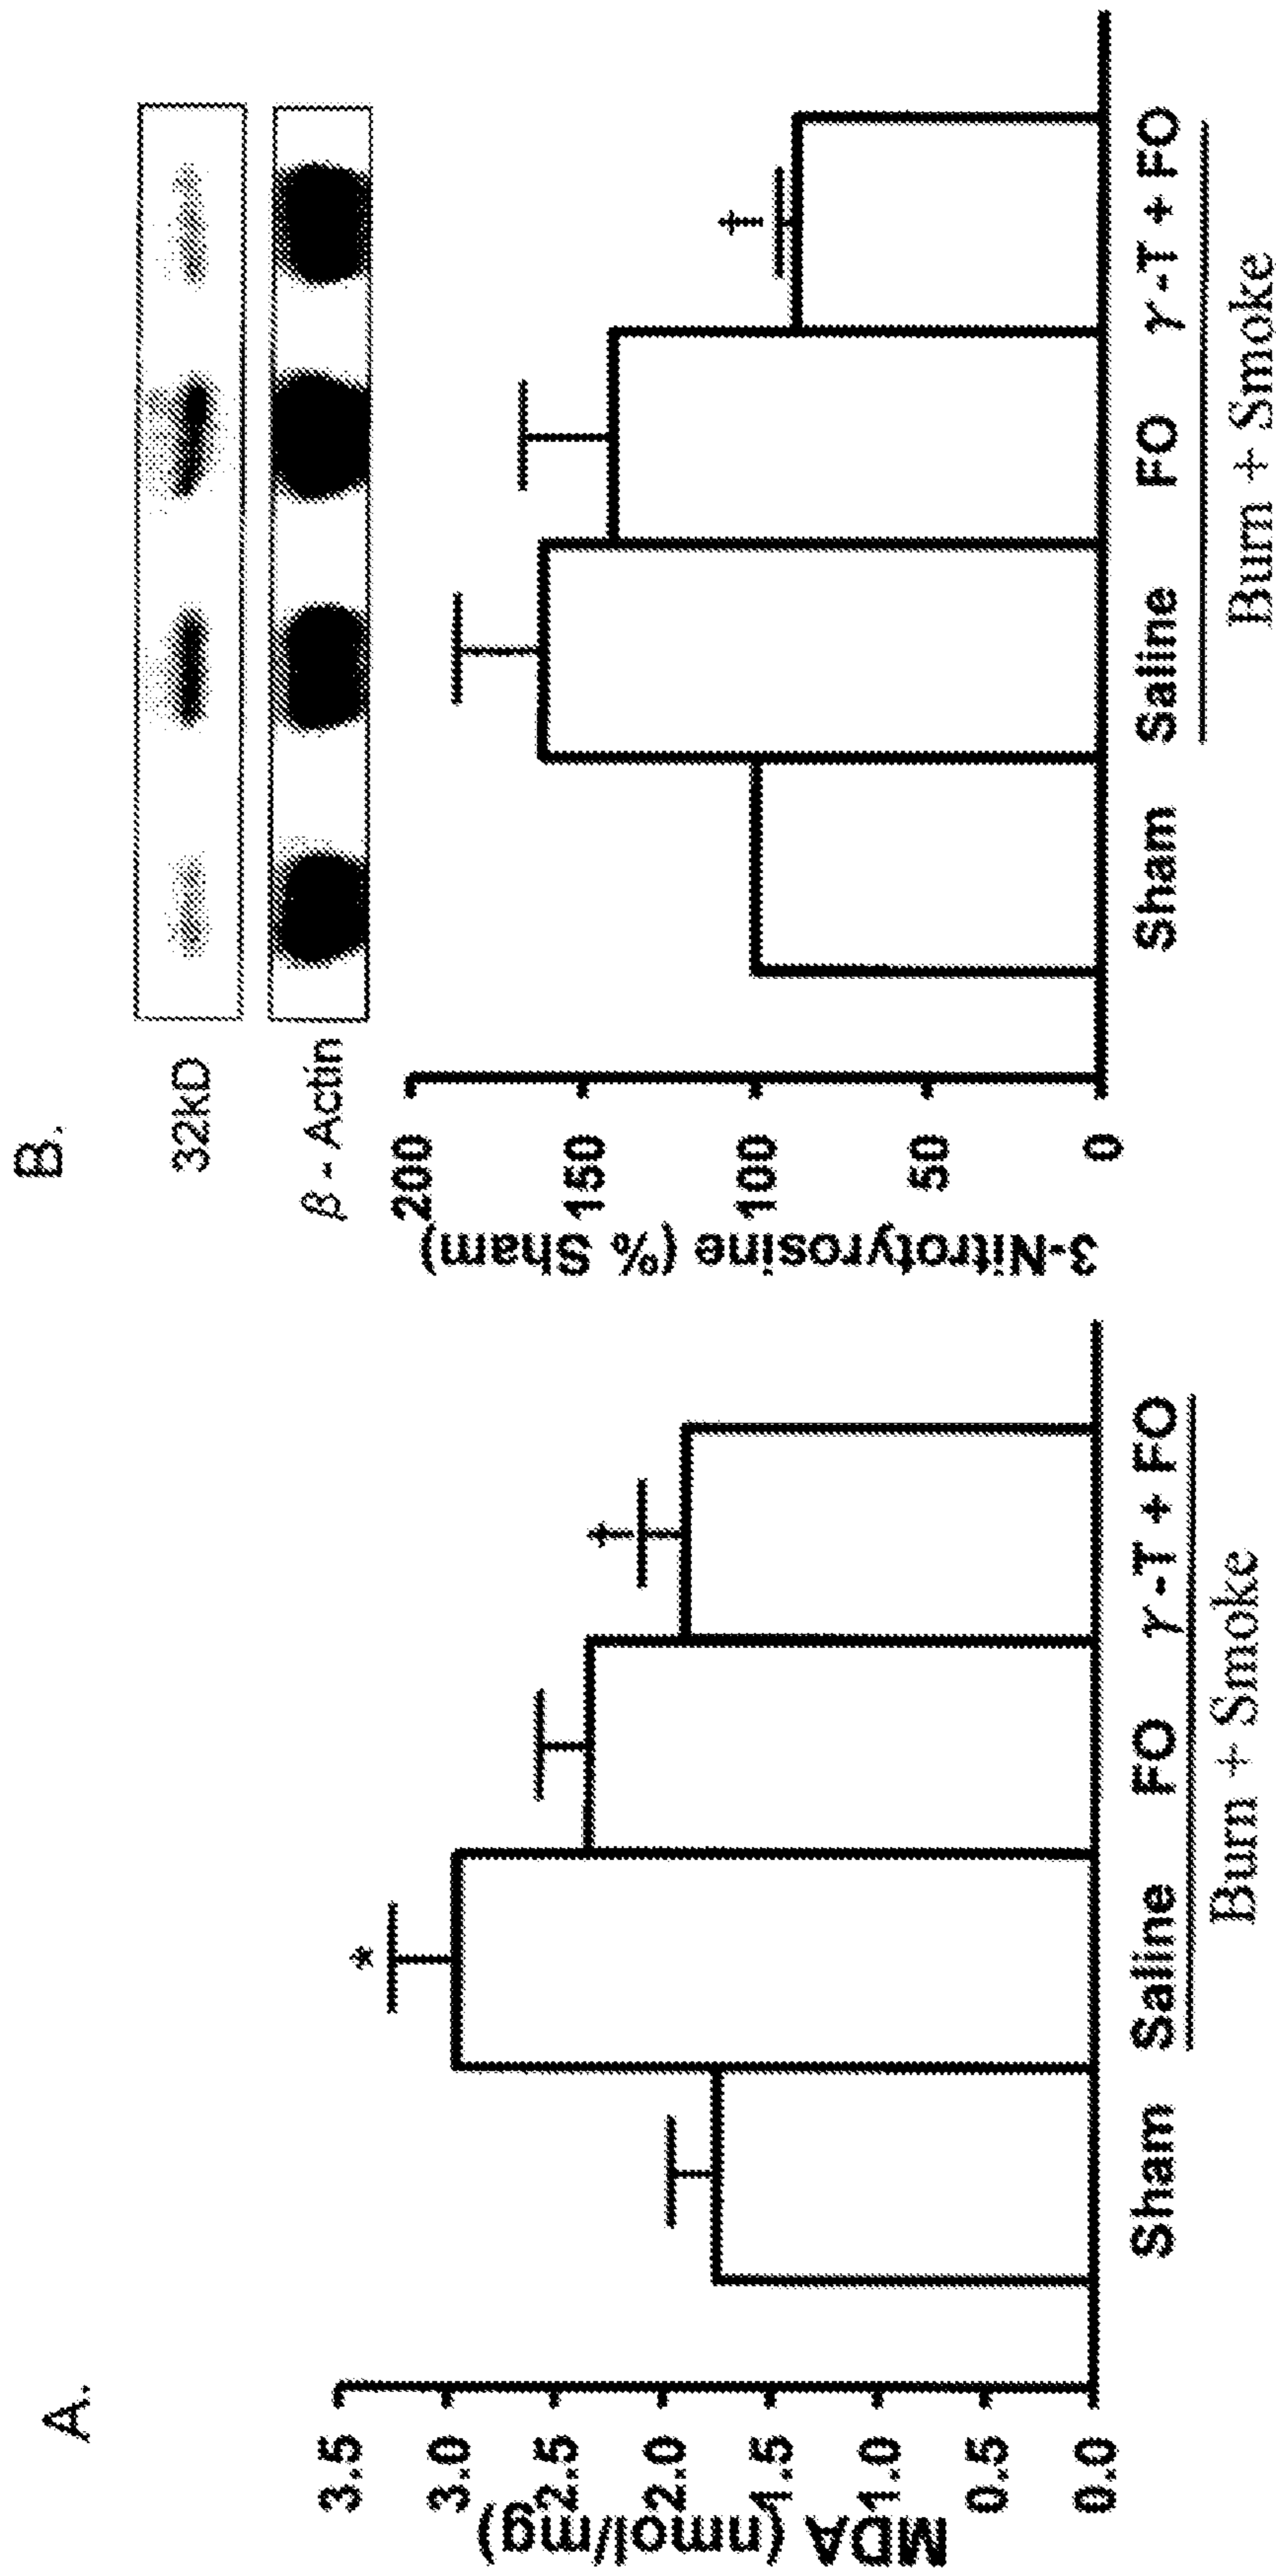 A.
MDA (nmol/mg)
3.5
3.0
2.5
2.0
1.5
1.0
0.5
0.0
Sham Saline FO γ-T + FO
Burn + Smoke
B.
32kD
β - Actin
3-Nitrotyrosine (% Sham)
200
150
100
50
0
Sham Saline FO γ-T + FO
Burn + Smoke